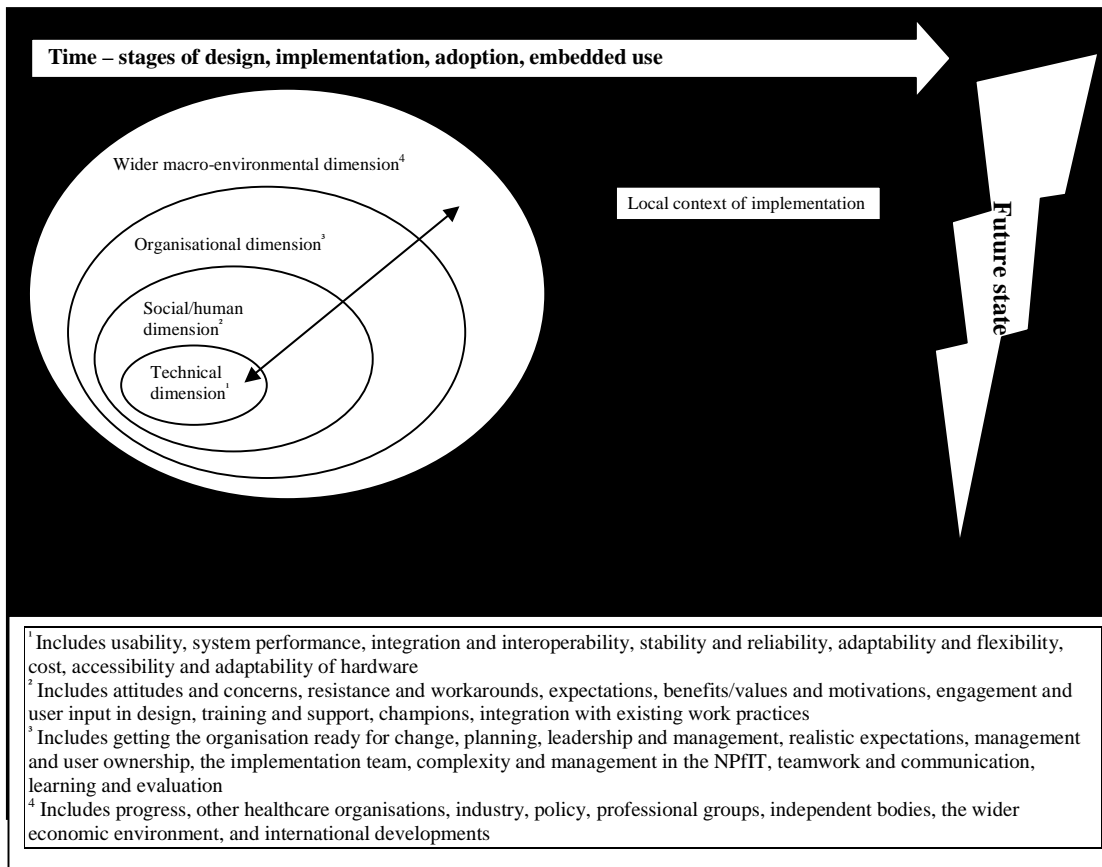 Time – stages of design, implementation, adoption, embedded use
Wider macro-environmental dimension⁴
Local context of implementation
Organisational dimension³
Social/human
dimension²
Technical
dimension¹
Future state
¹ Includes usability, system performance, integration and interoperability, stability and reliability, adaptability and flexibility,
cost, accessibility and adaptability of hardware
² Includes attitudes and concerns, resistance and workarounds, expectations, benefits/values and motivations, engagement and
user input in design, training and support, champions, integration with existing work practices
³ Includes getting the organisation ready for change, planning, leadership and management, realistic expectations, management
and user ownership, the implementation team, complexity and management in the NPfIT, teamwork and communication,
learning and evaluation
⁴ Includes progress, other healthcare organisations, industry, policy, professional groups, independent bodies, the wider
economic environment, and international developments